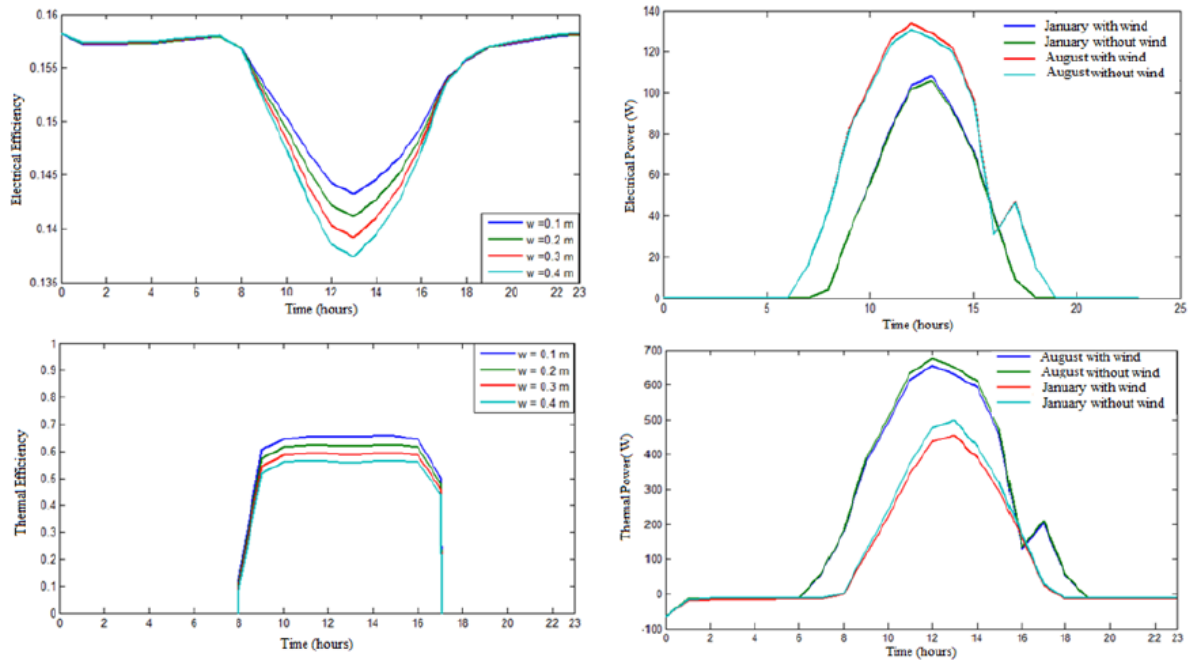 0.16
0.155
0.15
0.145
0.14
0.135
Electrical Efficiency
w =0.1 m
w =0.2 m
w =0.3 m
w =0.4 m
0 2 4 6 8 10 12 14 16 18 20 22 23
Time (hours)
140
120
100
80
60
40
20
0
Electrical Power (W)
January with wind
January without wind
August with wind
August without wind
0 5 10 15 20 25
Time (hours)
1
0.9
0.8
0.7
0.6
0.5
0.4
0.3
0.2
0.1
0
Thermal Efficiency
w = 0.1 m
w = 0.2 m
w = 0.3 m
w = 0.4 m
0 2 4 6 8 10 12 14 16 18 20 22 23
Time (hours)
700
600
500
400
300
200
100
0
-100
Thermal Power( W)
August with wind
August without wind
January with wind
January without wind
0 2 4 6 8 10 12 14 16 18 20 22 23
Time (hours)